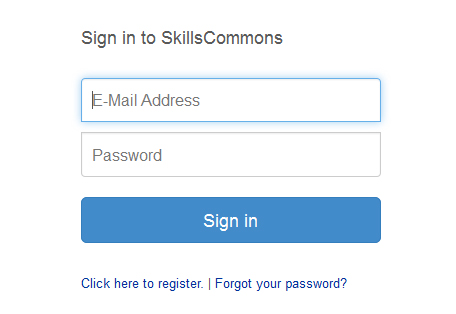 Sign in to SkillsCommons
E-Mail Address
Password
Sign in
Click here to register. | Forgot your password?